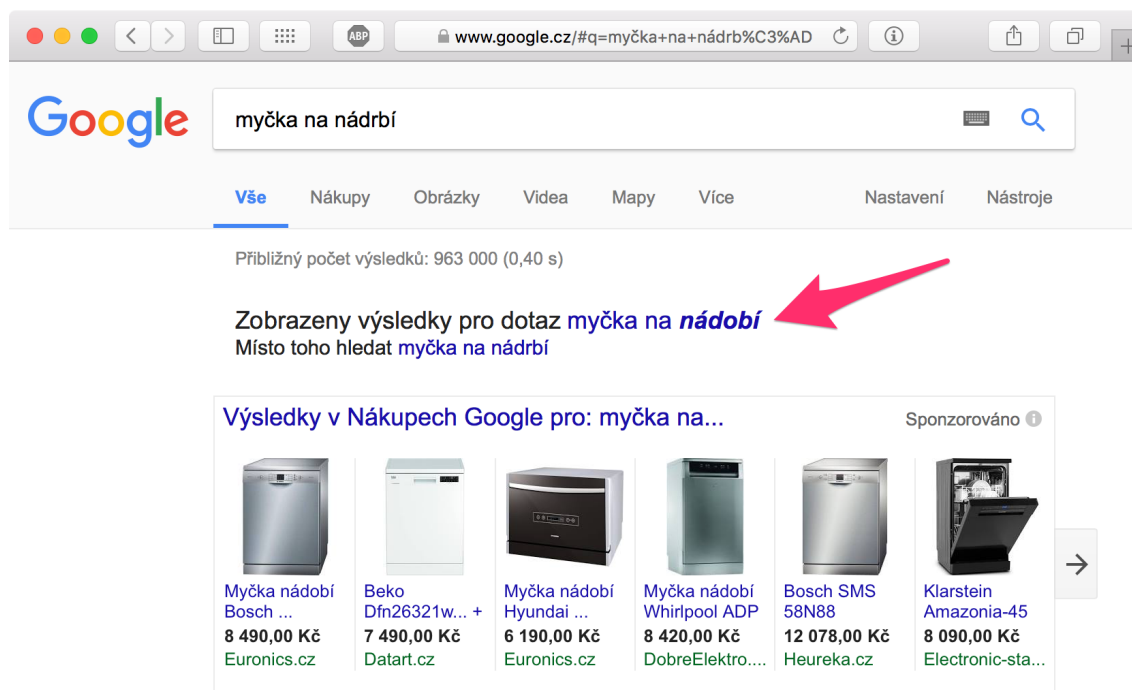 ABP
www.google.cz/#q=myčka+na+nádrb%C3%AD
Google
myčka na nádrbí
Vše Nákupy Obrázky Videa Mapy Více Nastavení Nástroje
Přibližný počet výsledků: 963 000 (0,40 s)
Zobrazeny výsledky pro dotaz myčka na nádobí
Místo toho hledat myčka na nádrbí
Výsledky v Nákupech Google pro: myčka na...
Sponzorováno
Myčka nádobí
Bosch ...
8 490,00 Kč
Euronics.cz
Beko
Dfn26321w... +
7 490,00 Kč
Datart.cz
Myčka nádobí
Hyundai ...
6 190,00 Kč
Euronics.cz
Myčka nádobí
Whirlpool ADP
8 420,00 Kč
DobreElektro....
Bosch SMS
58N88
12 078,00 Kč
Heureka.cz
Klarstein
Amazonia-45
8 090,00 Kč
Electronic-sta...